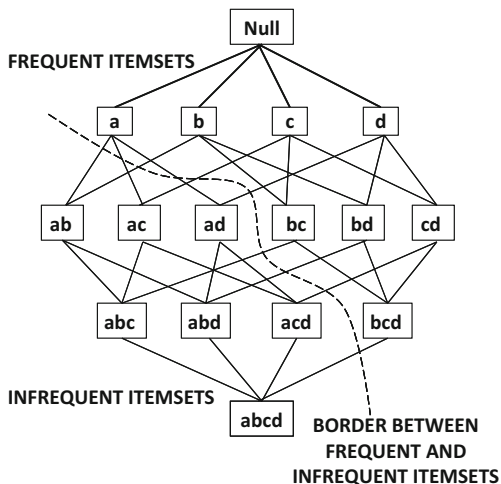 Null
FREQUENT ITEMSETS
a b c d
ab ac ad bc bd cd
abc abd acd bcd
INFREQUENT ITEMSETS
abcd
BORDER BETWEEN
FREQUENT AND
INFREQUENT ITEMSETS